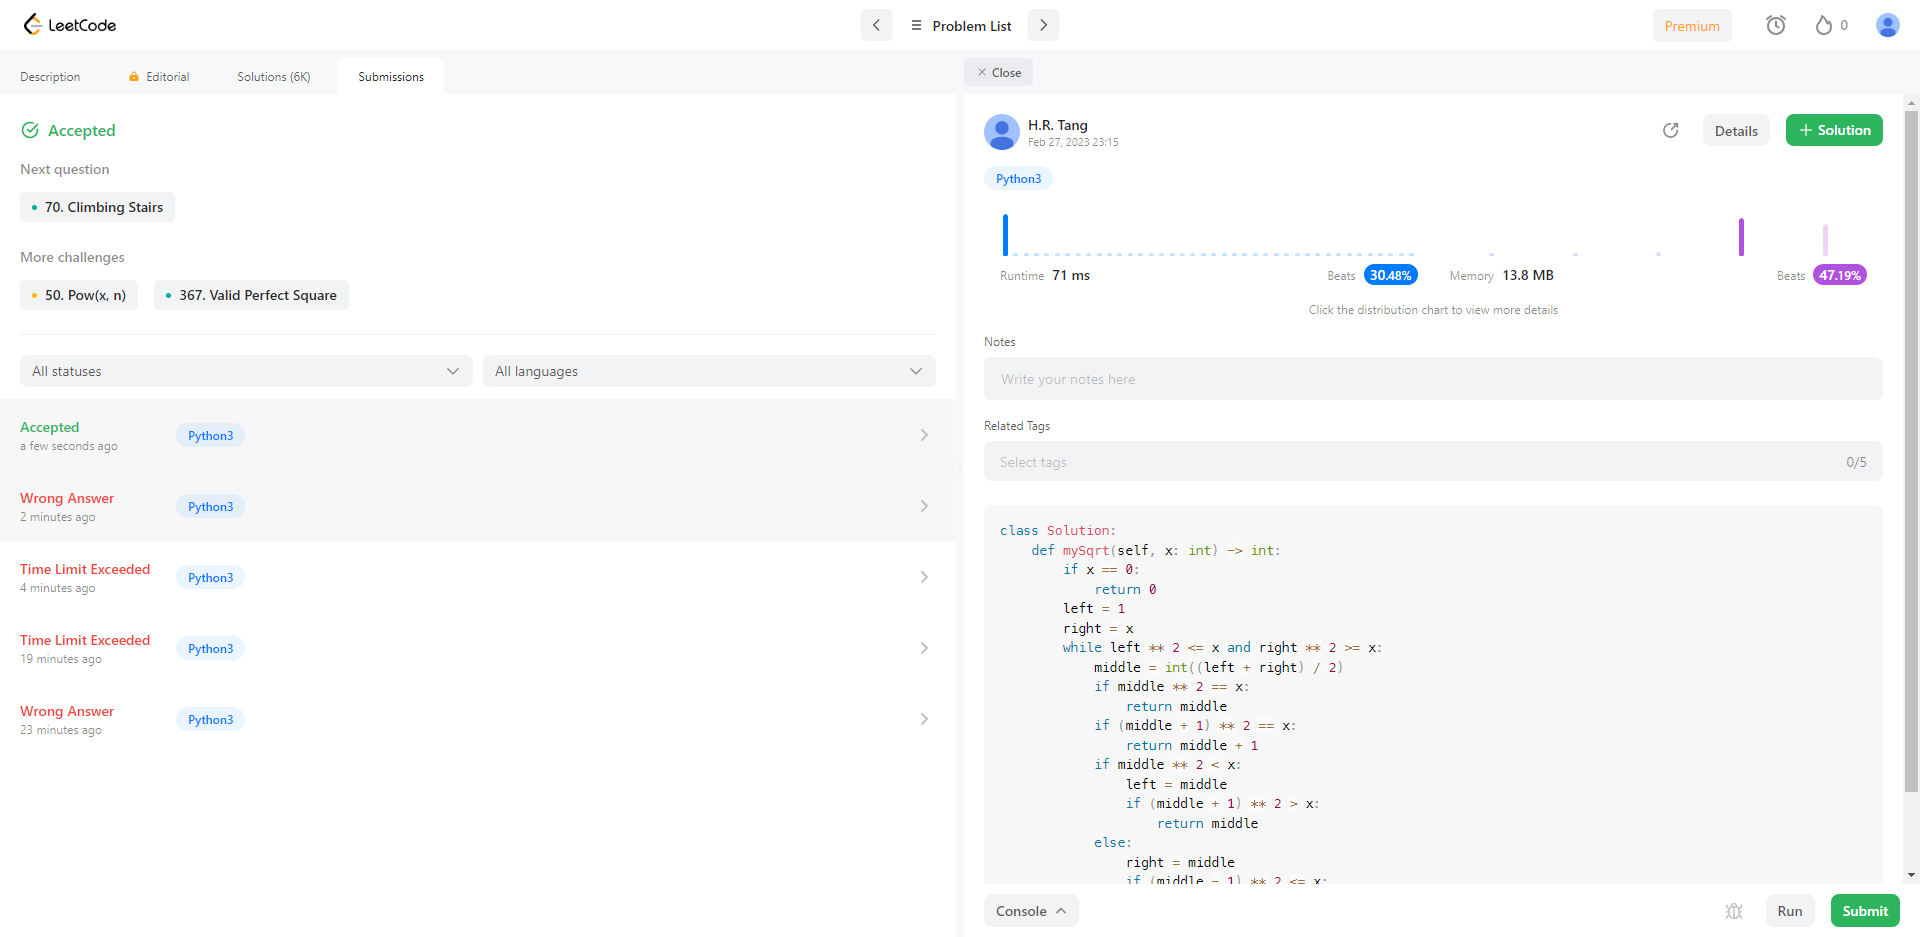 LeetCode
Problem List
Premium
0
Description
Editorial
Solutions (6K)
Submissions
Close
Accepted
Next question
70. Climbing Stairs
More challenges
50. Pow(x, n)
367. Valid Perfect Square
All statuses
All languages
Accepted
a few seconds ago
Python3
Wrong Answer
2 minutes ago
Python3
Time Limit Exceeded
4 minutes ago
Python3
Time Limit Exceeded
19 minutes ago
Python3
Wrong Answer
23 minutes ago
Python3
H.R. Tang
Feb 27, 2023 23:15
Details
+ Solution
Python3
Runtime 71 ms
Beats 30.48%
Memory 13.8 MB
Beats 47.19%
Click the distribution chart to view more details
Notes
Write your notes here
Related Tags
Select tags
0/5
class Solution:
    def mySqrt(self, x: int) -> int:
        if x == 0:
            return 0
        left = 1
        right = x
        while left ** 2 <= x and right ** 2 >= x:
            middle = int((left + right) / 2)
            if middle ** 2 == x:
                return middle
            if (middle + 1) ** 2 == x:
                return middle + 1
            if middle ** 2 < x:
                left = middle
                if (middle + 1) ** 2 > x:
                    return middle
            else:
                right = middle
                if (middle - 1) ** 2 <= x:
Console
Run
Submit